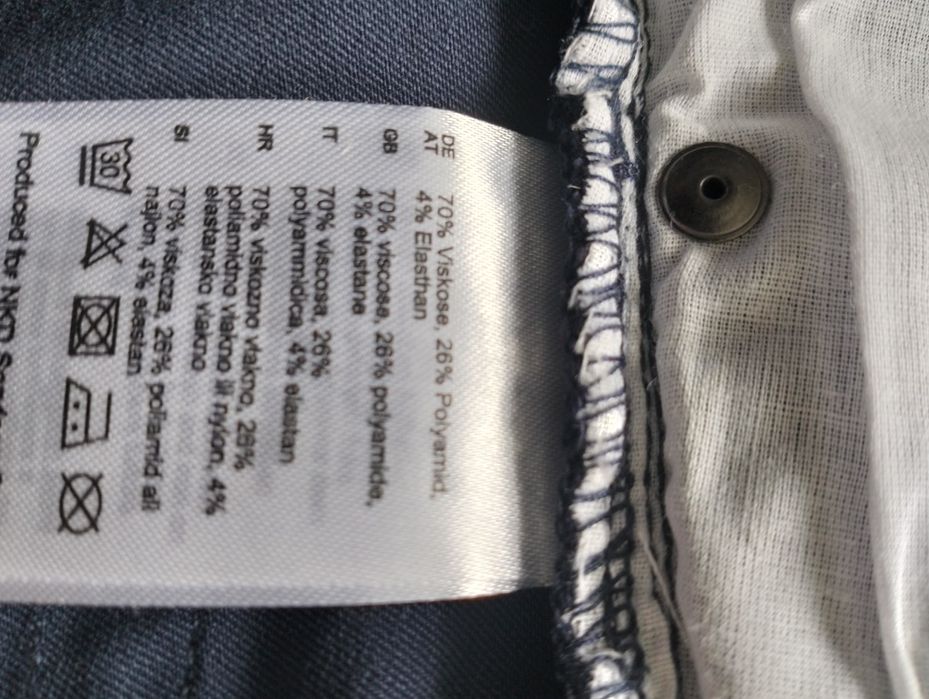 DE 70% Viskose, 26% Polyamid,
AT 4% Elasthan
GB 70% viscose, 26% polyamide,
4% elastane
IT 70% viscosa, 26%
polyammidica, 4% elastan
HR 70% viskozno vlakno, 26%
poliamidno vlakno ili nylon, 4%
elastansko vlakno
SI 70% viskoza, 26% poliamid ali
najlon, 4% elastan
30
Produced for NKD